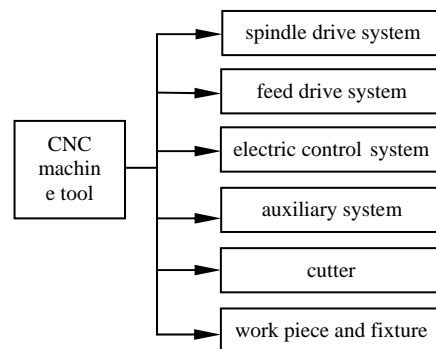 CNC
machin
e tool
spindle drive system
feed drive system
electric control system
auxiliary system
cutter
work piece and fixture